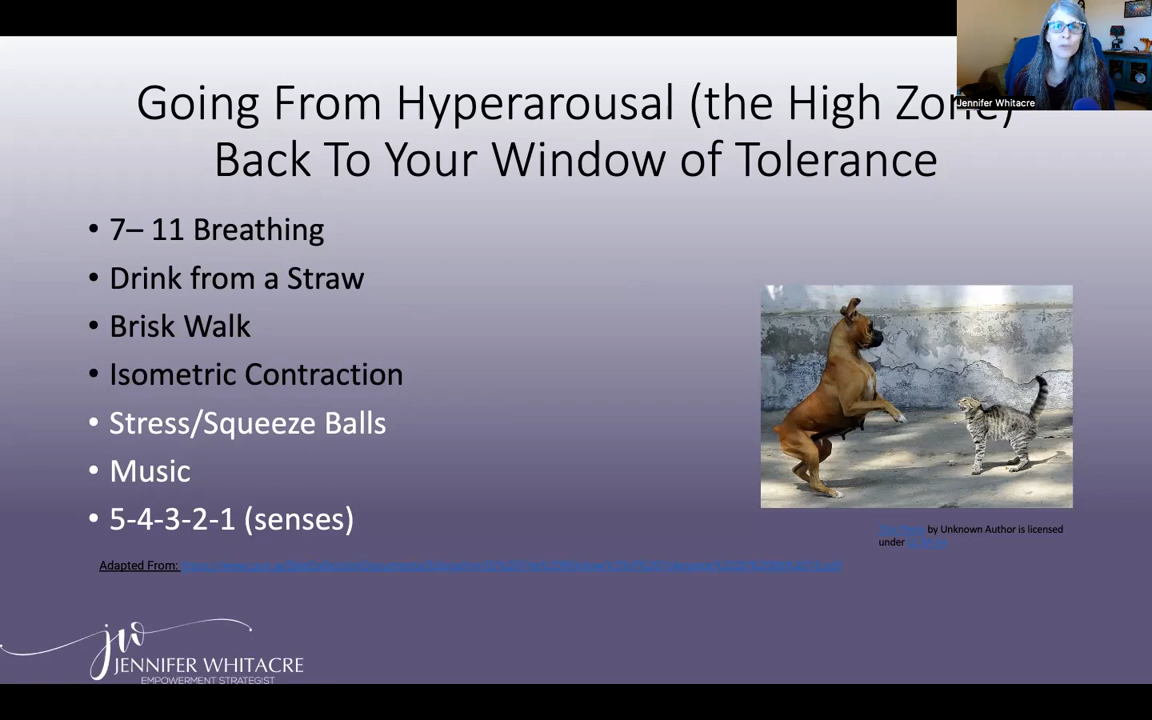 Going From Hyperarousal (the High Zone)
Back To Your Window of Tolerance
Jennifer Whitacre
• 7– 11 Breathing
• Drink from a Straw
• Brisk Walk
• Isometric Contraction
• Stress/Squeeze Balls
• Music
• 5-4-3-2-1 (senses)
by Unknown Author is licensed
under
Adapted From:
jw
JENNIFER WHITACRE
EMPOWERMENT STRATEGIST